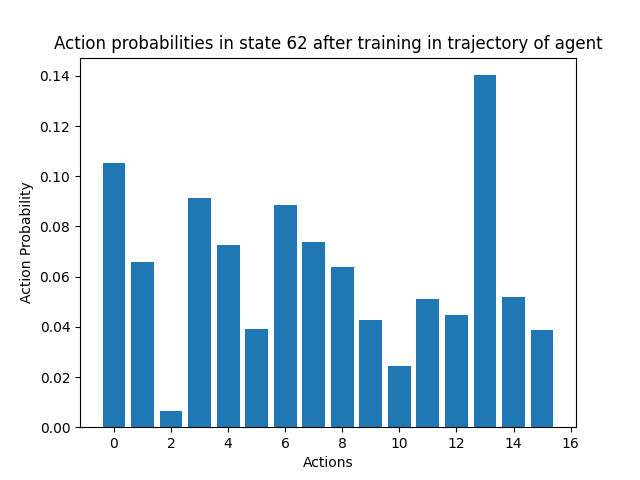 Action probabilities in state 62 after training in trajectory of agent
0.14
0.12
0.10
0.08
0.06
0.04
0.02
0.00
Action Probability
0 2 4 6 8 10 12 14 16
Actions